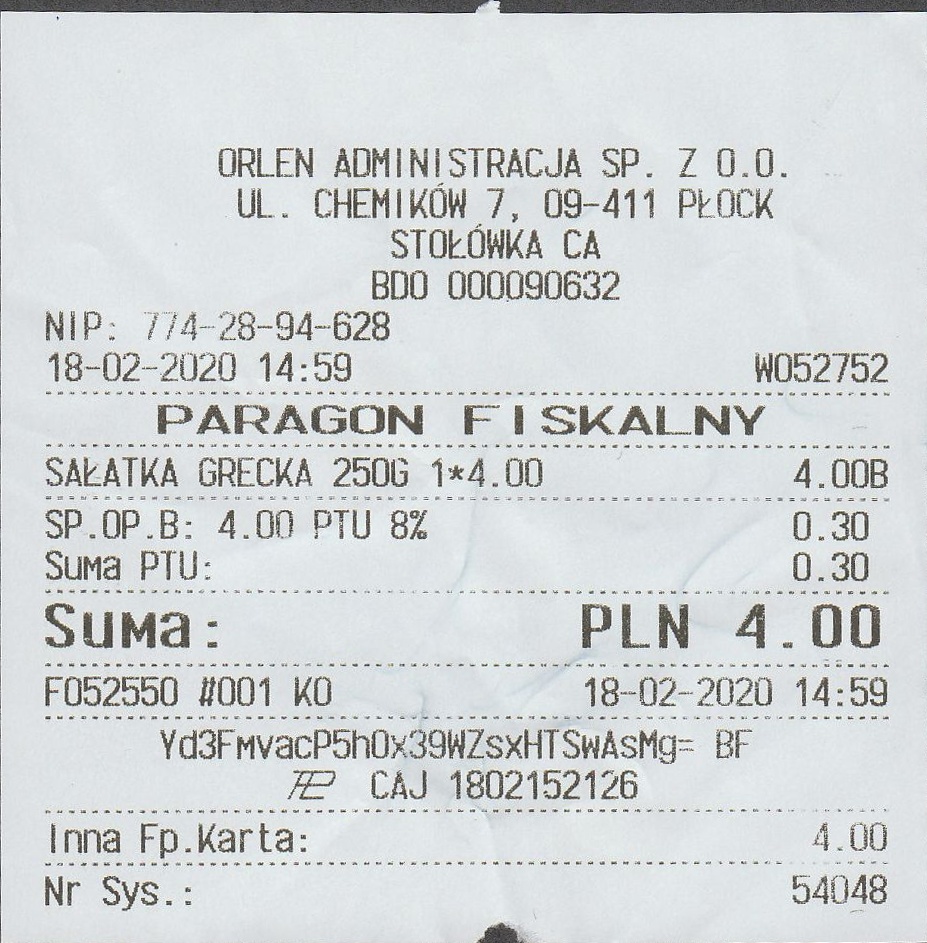 ORLEN ADMINISTRACJA SP. Z O.O.
UL. CHEMIKÓW 7, 09-411 PŁOCK
STOŁÓWKA CA
BDO 000090632
NIP: 774-28-94-628
18-02-2020 14:59 W052752
PARAGON FISKALNY
SAŁATKA GRECKA 250G 1*4.00 4.00B
SP.OP.B: 4.00 PTU 8% 0.30
Suma PTU: 0.30
Suma: PLN 4.00
F052550 #001 KO 18-02-2020 14:59
Yd3FmvacP5h0x39WZsxHTSwAsMg= BF
CAJ 1802152126
Inna Fp.Karta: 4.00
Nr Sys.: 54048